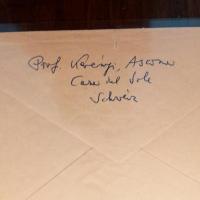 Prof. Kerényi, Ascona
Casa del Sole
Schweiz